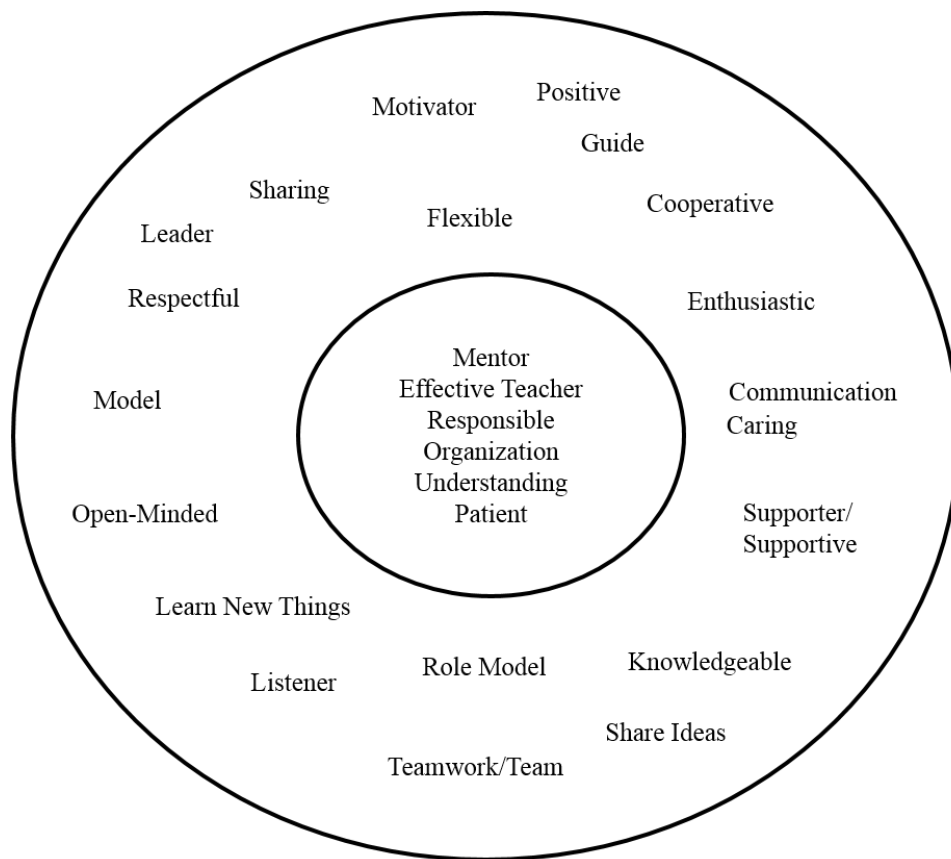 Positive
Motivator
Guide
Sharing
Cooperative
Flexible
Leader
Respectful
Enthusiastic
Mentor
Effective Teacher
Responsible
Organization
Understanding
Patient
Model
Communication
Caring
Open-Minded
Supporter/
Supportive
Learn New Things
Listener
Role Model
Knowledgeable
Share Ideas
Teamwork/Team